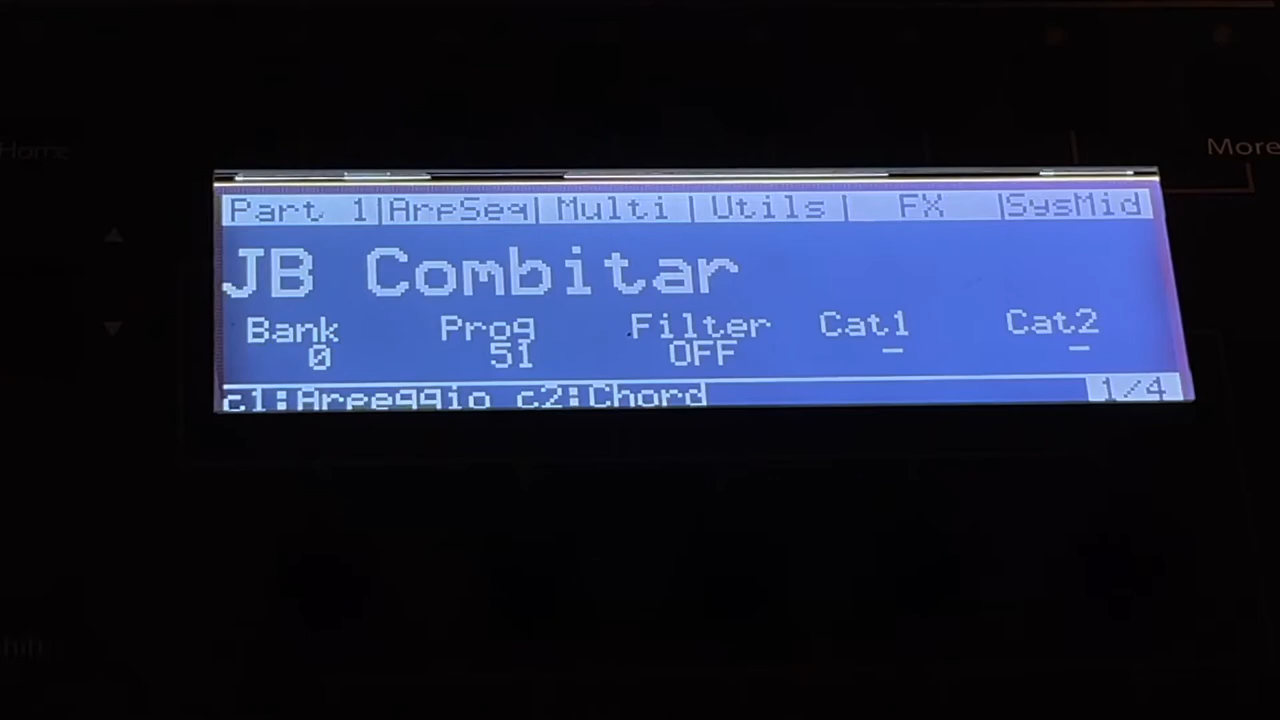 Home
More
Part 1|ArpSeq| Multi | Utils | FX |SysMid
JB Combitar
Bank Prog Filter Cat1 Cat2
0 51 OFF – –
c1:Arpeggio c2:Chord 1/4